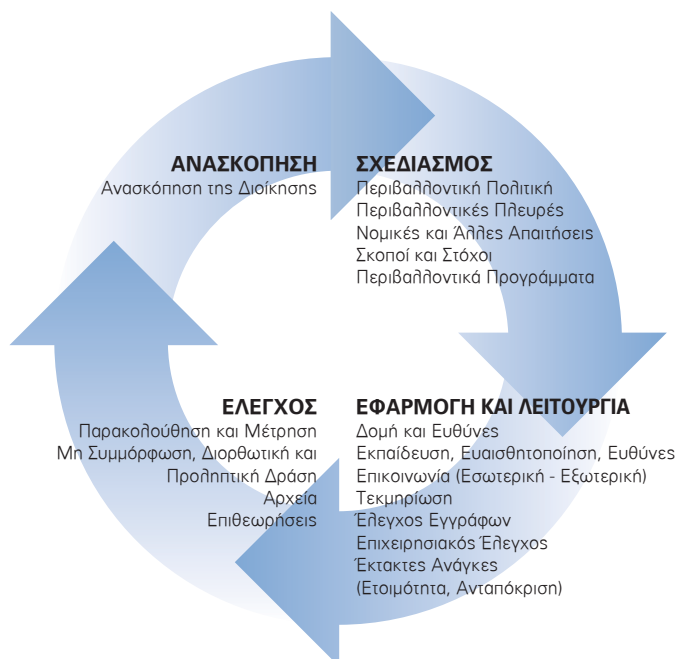 ΑΝΑΣΚΟΠΗΣΗ
Ανασκόπηση της Διοίκησης
ΣΧΕΔΙΑΣΜΟΣ
Περιβαλλοντική Πολιτική
Περιβαλλοντικές Πλευρές
Νομικές και Άλλες Απαιτήσεις
Σκοποί και Στόχοι
Περιβαλλοντικά Προγράμματα
ΕΛΕΓΧΟΣ
Παρακολούθηση και Μέτρηση
Μη Συμμόρφωση, Διορθωτική και
Προληπτική Δράση
Αρχεία
Επιθεωρήσεις
ΕΦΑΡΜΟΓΗ ΚΑΙ ΛΕΙΤΟΥΡΓΙΑ
Δομή και Ευθύνες
Εκπαίδευση, Ευαισθητοποίηση, Ευθύνες
Επικοινωνία (Εσωτερική - Εξωτερική)
Τεκμηρίωση
Έλεγχος Εγγράφων
Επιχειρησιακός Έλεγχος
Έκτακτες Ανάγκες
(Ετοιμότητα, Ανταπόκριση)